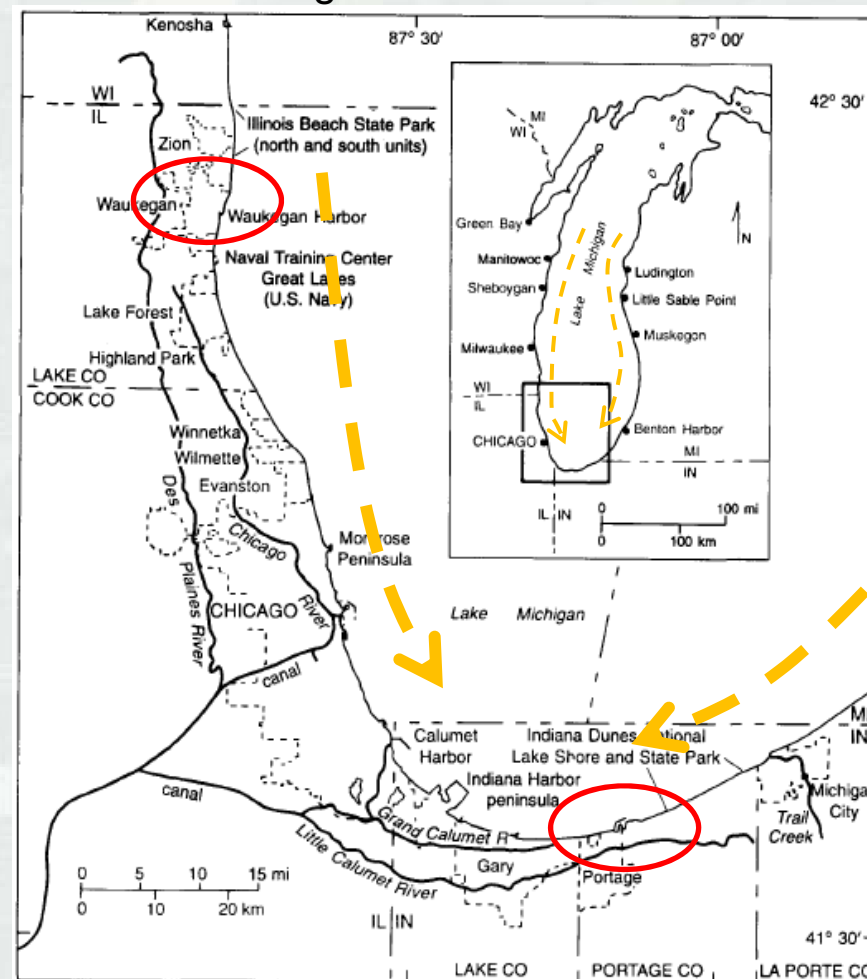 Kenosha
87° 30'
87° 00'
42° 30'
WI
IL
Illinois Beach State Park
(north and south units)
Zion
Waukegan
Waukegan Harbor
Naval Training Center
Great Lakes
(U.S. Navy)
Lake Forest
Highland Park
LAKE CO
COOK CO
Winnetka
Wilmette
Evanston
Des
Plaines River
Chicago
River
CHICAGO
Montrose
Peninsula
canal
canal
Lake Michigan
MI
WI
Green Bay
Manitowoc
Sheboygan
Milwaukee
Lake
Michigan
N
Ludington
Little Sable Point
Muskegon
WI
IL
CHICAGO
Benton Harbor
MI
IN
IL
IN
0 100 mi
0 100 km
MI
IN
Calumet
Harbor
Indiana Dunes National
Lake Shore and State Park
Indiana Harbor
peninsula
Grand Calumet R
Little Calumet River
Gary
Portage
Michigan
City
Trail
Creek
0 5 10 15 mi
0 10 20 km
IL
IN
41° 30'
LAKE CO
PORTAGE CO
LA PORTE CO